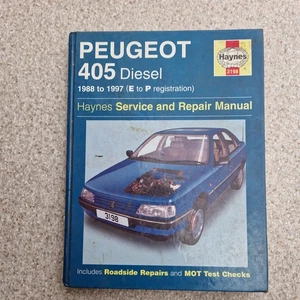 PEUGEOT
405 Diesel
1988 to 1997 (E to P registration)
Haynes
3198
Haynes Service and Repair Manual
3198
Includes Roadside Repairs and MOT Test Checks